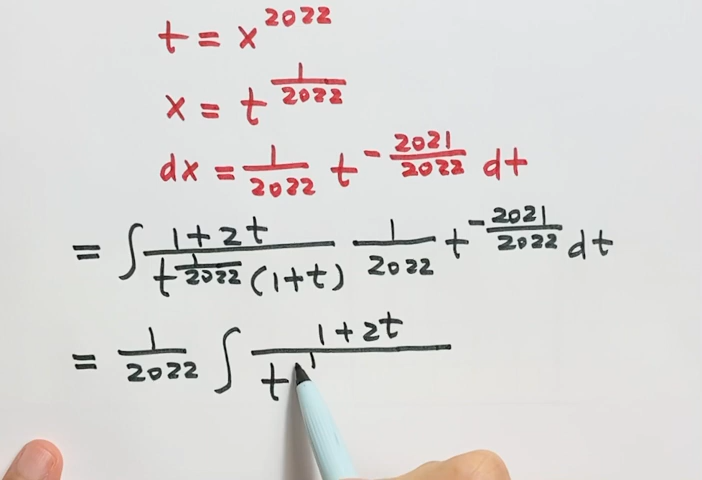 t = x^2022
x = t^(1/2022)
dx = 1/2022 t^(-2021/2022) dt
= ∫ (1+2t)/(t^(1/2022) (1+t)) 1/2022 t^(-2021/2022) dt
= 1/2022 ∫ (1+2t)/(t^1